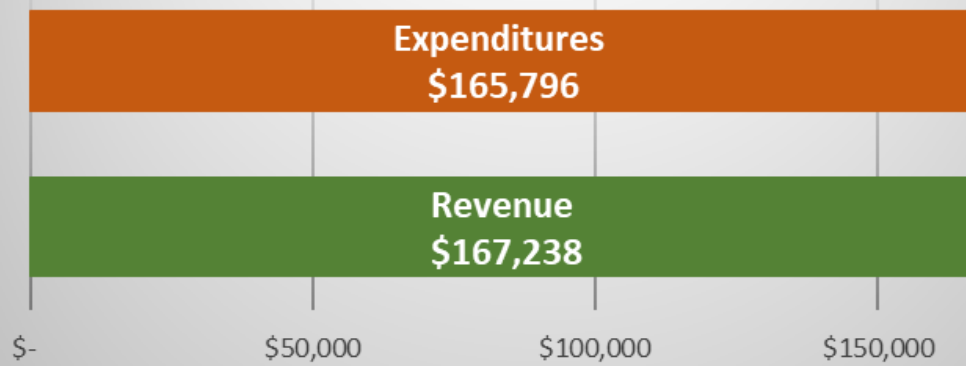 Expenditures
$165,796
Revenue
$167,238
$- $50,000 $100,000 $150,000